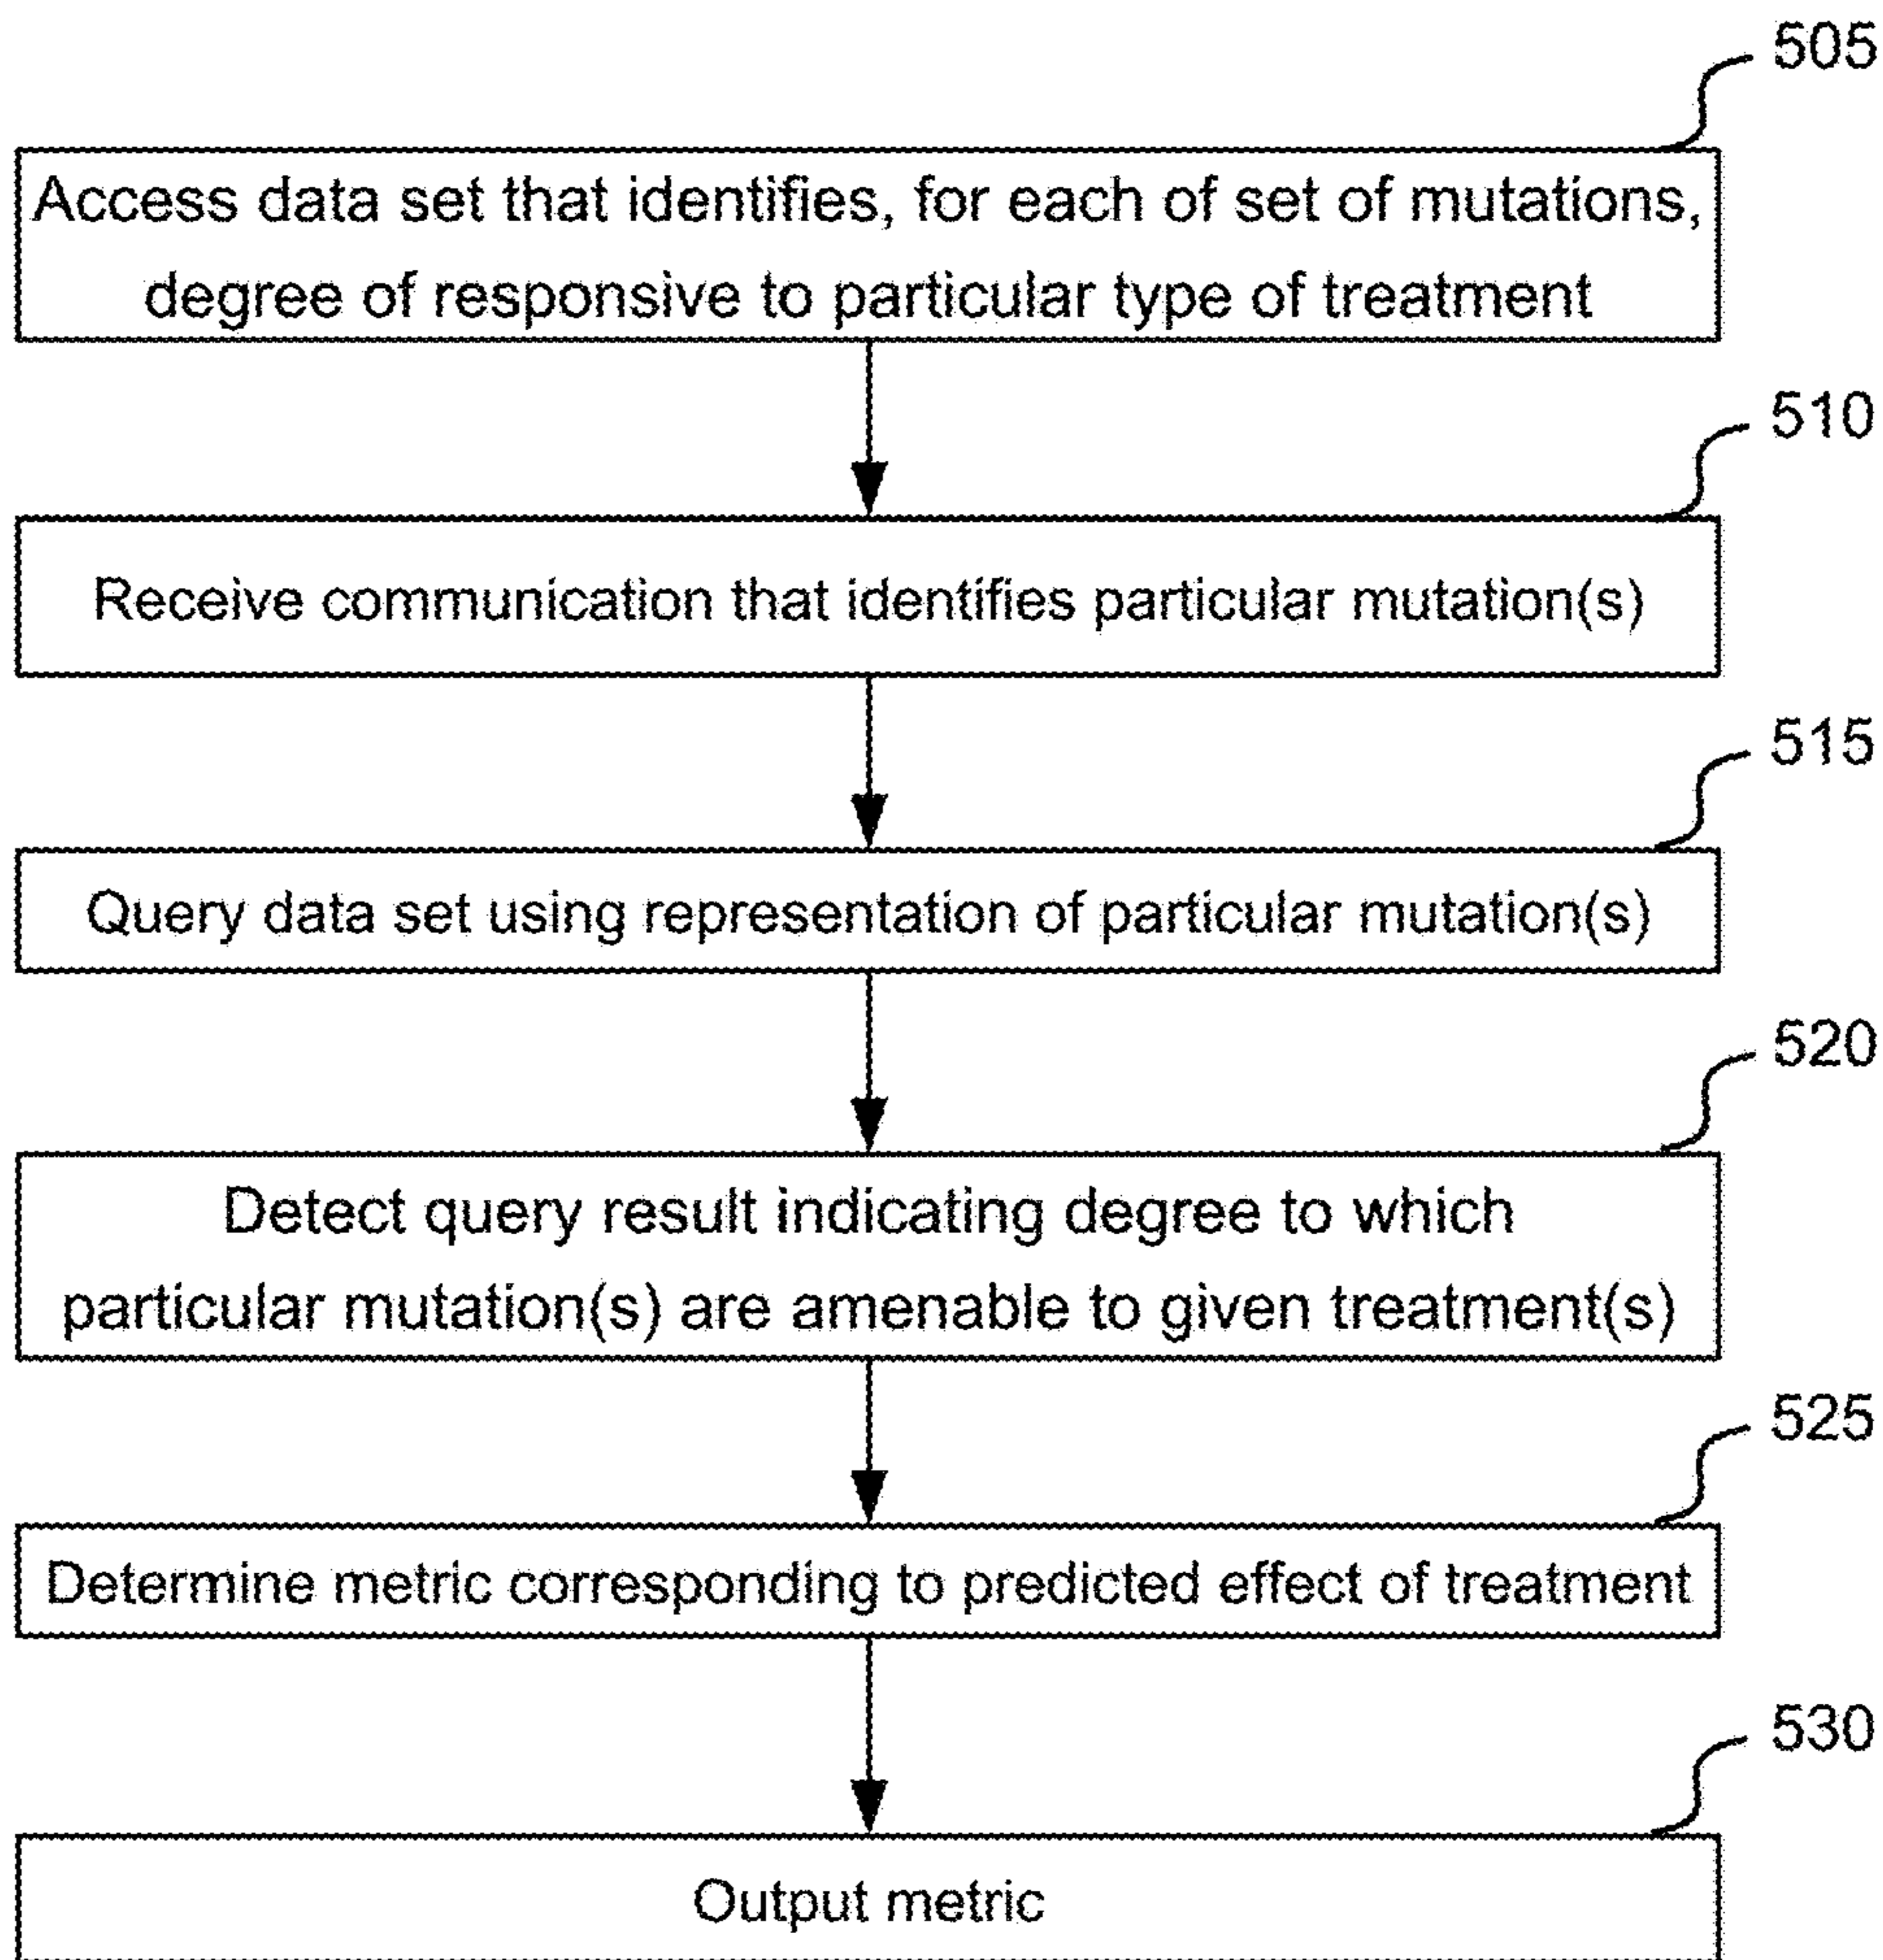 505
Access data set that identifies, for each of set of mutations,
degree of responsive to particular type of treatment
510
Receive communication that identifies particular mutation(s)
515
Query data set using representation of particular mutation(s)
520
Detect query result indicating degree to which
particular mutation(s) are amenable to given treatment(s)
525
Determine metric corresponding to predicted effect of treatment
530
Output metric